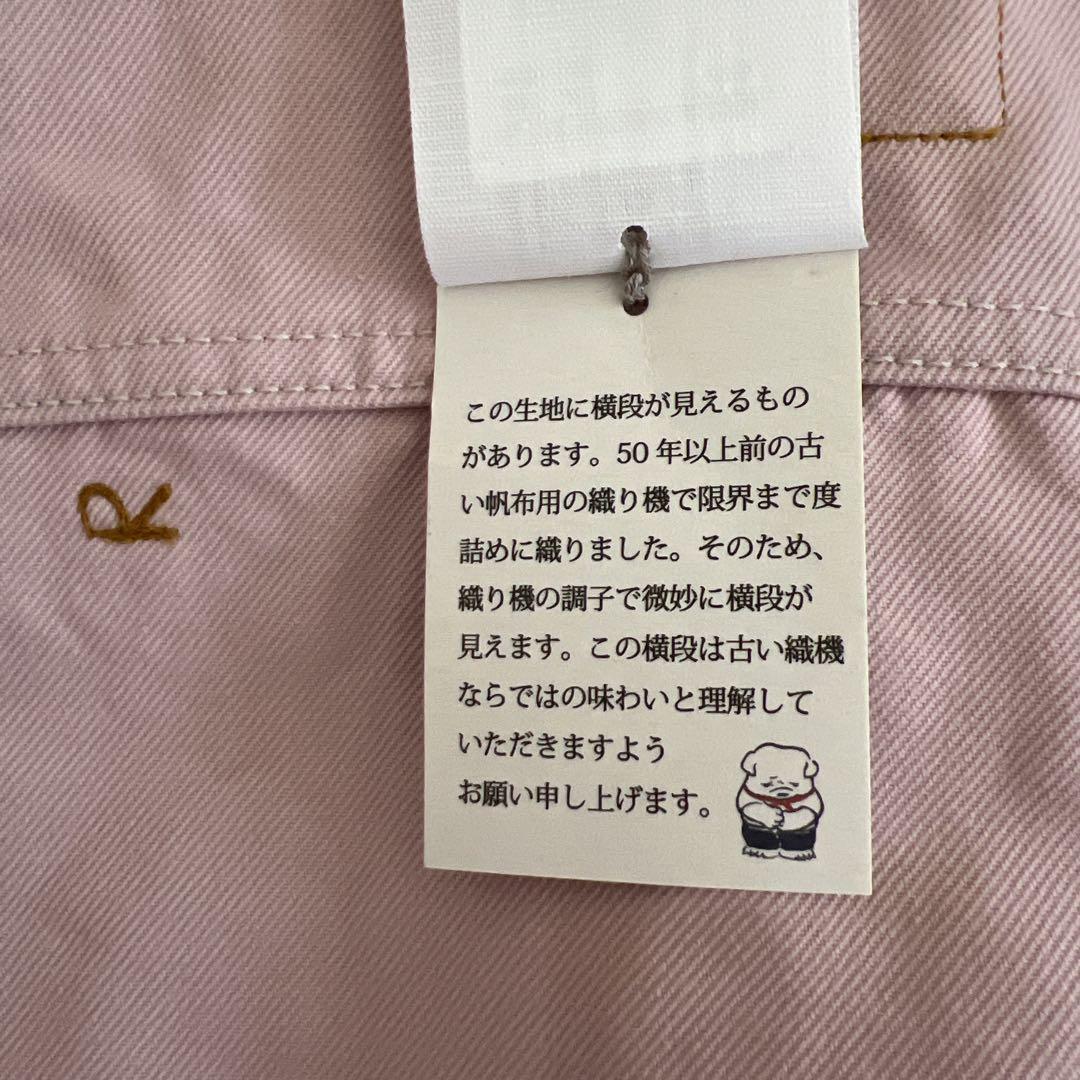 この生地に横段が見えるもの
があります。50年以上前の古
い帆布用の織り機で限界まで度
詰めに織りました。そのため、
織り機の調子で微妙に横段が
見えます。この横段は古い織機
ならではの味わいと理解して
いただきますよう
お願い申し上げます。
R